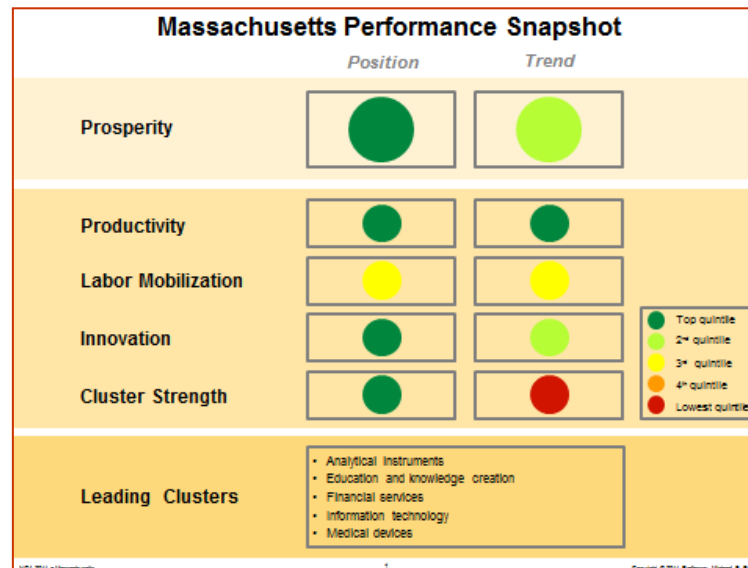 Massachusetts Performance Snapshot
Position Trend
Prosperity
Productivity
Labor Mobilization
Innovation
Cluster Strength
Top quintile
2nd quintile
3rd quintile
4th quintile
Lowest quintile
Leading Clusters
• Analytical Instruments
• Education and knowledge creation
• Financial services
• Information technology
• Medical devices
1